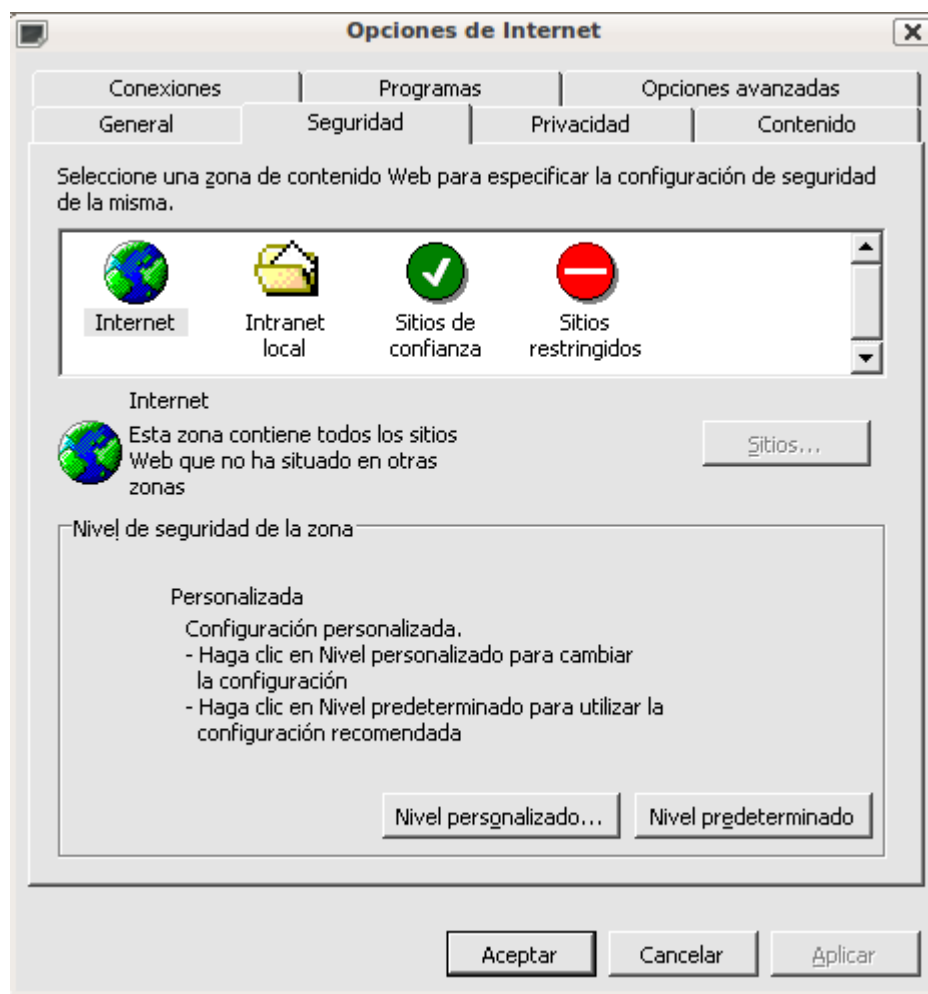 Opciones de Internet
Conexiones Programas Opciones avanzadas
General Seguridad Privacidad Contenido
Seleccione una zona de contenido Web para especificar la configuración de seguridad
de la misma.
Internet Intranet local Sitios de confianza Sitios restringidos
Internet
Esta zona contiene todos los sitios
Web que no ha situado en otras
zonas
Sitios...
Nivel de seguridad de la zona
Personalizada
Configuración personalizada.
- Haga clic en Nivel personalizado para cambiar
la configuración
- Haga clic en Nivel predeterminado para utilizar la
configuración recomendada
Nivel personalizado... Nivel predeterminado
Aceptar Cancelar Aplicar